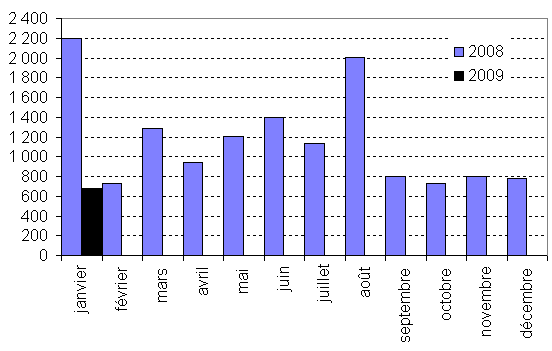 2 400
2 200
2 000
1 800
1 600
1 400
1 200
1 000
800
600
400
200
0
2008
2009
janvier
février
mars
avril
mai
juin
juillet
août
septembre
octobre
novembre
décembre